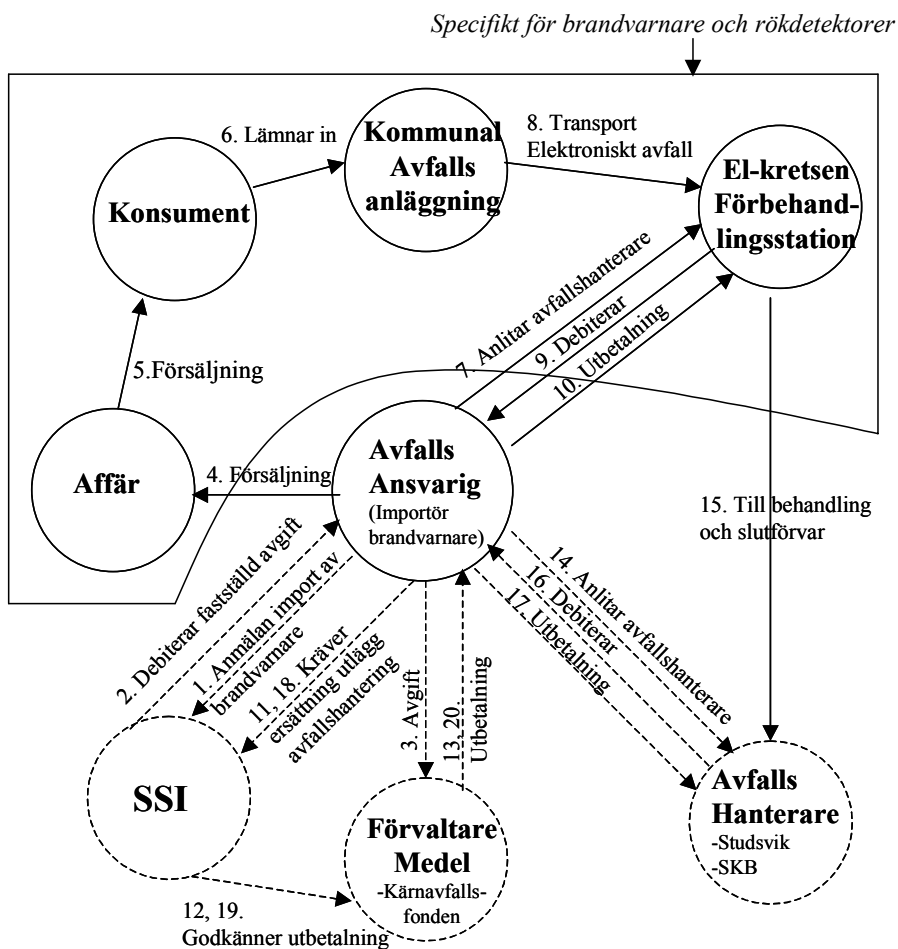 Specifikt för brandvarnare och rökdetektorer
6. Lämnar in
Kommunal
Avfalls
anläggning
8. Transport
Elektroniskt avfall
El-kretsen
Förbehand-
lingsstation
Konsument
7. Anlitar avfallshanterare
9. Debiterar
10. Utbetalning
5.Försäljning
Affär
4. Försäljning
Avfalls
Ansvarig
(Importör
brandvarnare)
15. Till behandling
och slutförvar
2. Debiterar fastställd avgift
1. Anmälan import av
brandvarnare
11, 18. Kräver
ersättning utlägg
avfallshantering
3. Avgift
13, 20.
Utbetalning
14. Anlitar avfallshanterare
16. Debiterar
17. Utbetalning
SSI
Förvaltare
Medel
-Kärnavfalls-
fonden
Avfalls
Hanterare
-Studsvik
-SKB
12, 19.
Godkänner utbetalning